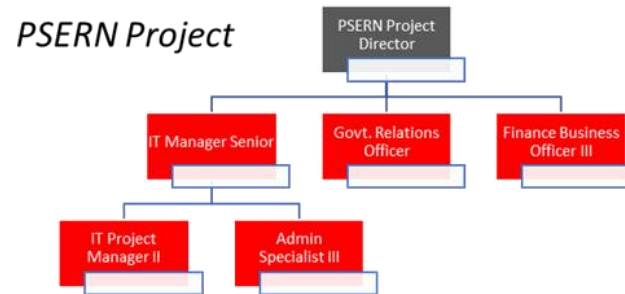 PSERN Project
PSERN Project
Director
IT Manager Senior
Govt. Relations
Officer
Finance Business
Officer III
IT Project
Manager II
Admin
Specialist III